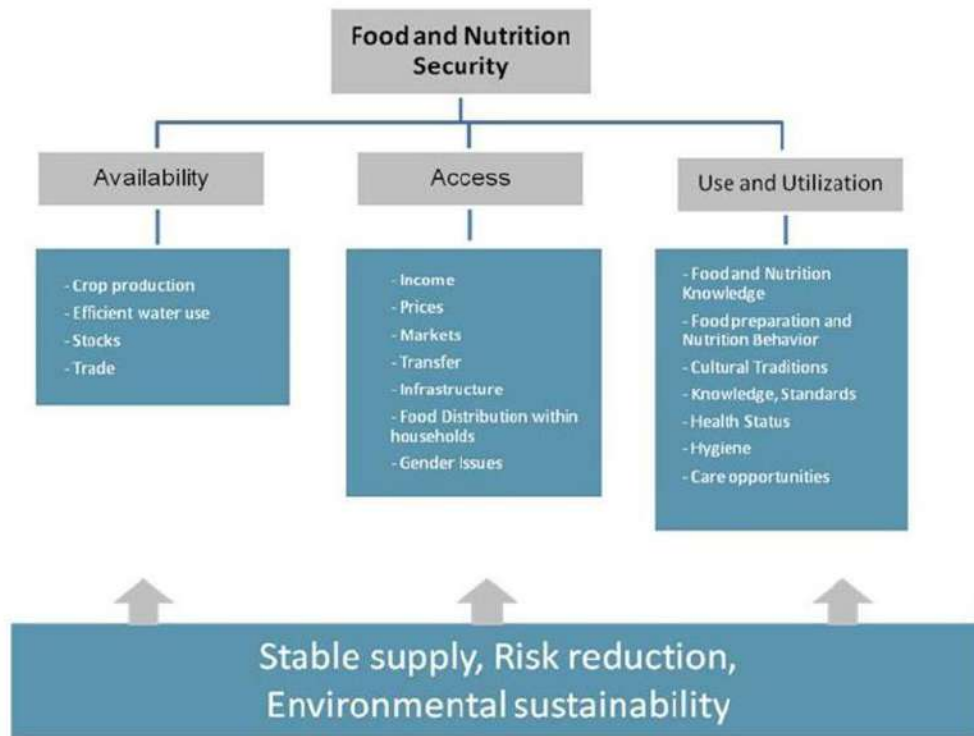 Food and Nutrition
Security
Availability
Access
Use and Utilization
- Crop production
- Efficient water use
- Stocks
- Trade
- Income
- Prices
- Markets
- Transfer
- Infrastructure
- Food Distribution within
households
- Gender Issues
- Food and Nutrition
Knowledge
- Food preparation and
Nutrition Behavior
- Cultural Traditions
- Knowledge, Standards
- Health Status
- Hygiene
- Care opportunities
Stable supply, Risk reduction,
Environmental sustainability